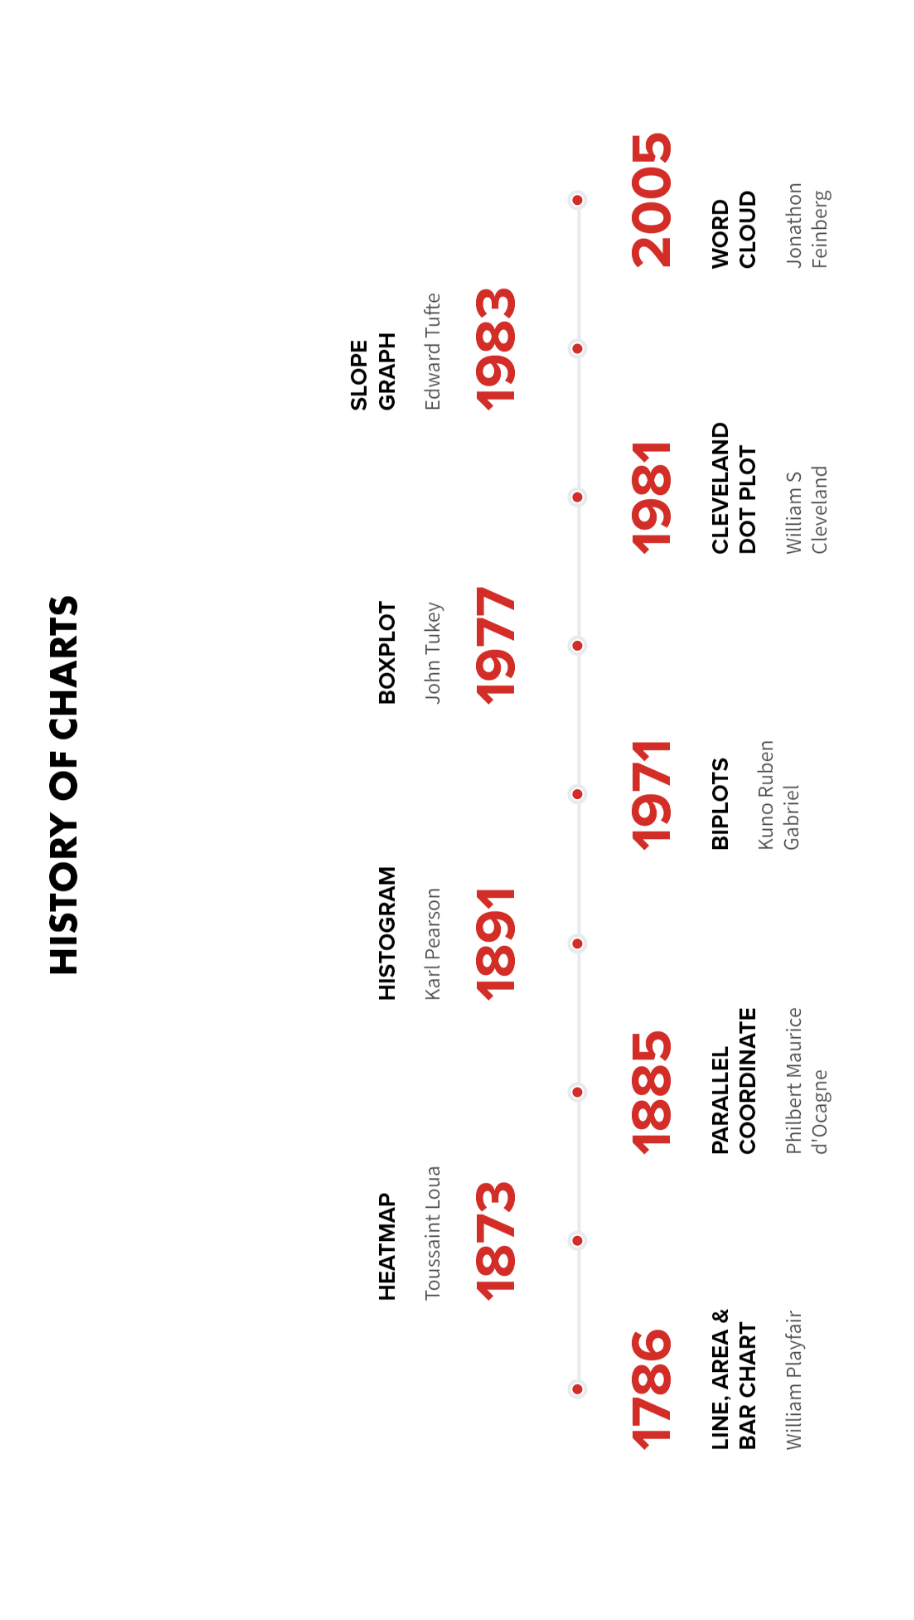 HISTORY OF CHARTS
SLOPE
GRAPH
Edward Tufte
1983
BOXPLOT
John Tukey
1977
HISTOGRAM
Karl Pearson
1891
HEATMAP
Toussaint Loua
1873
1786
LINE, AREA &
BAR CHART
William Playfair
1885
PARALLEL
COORDINATE
Philbert Maurice
d'Ocagne
1971
BIPLOTS
Kuno Ruben
Gabriel
1981
CLEVELAND
DOT PLOT
William S
Cleveland
2005
WORD
CLOUD
Jonathon
Feinberg